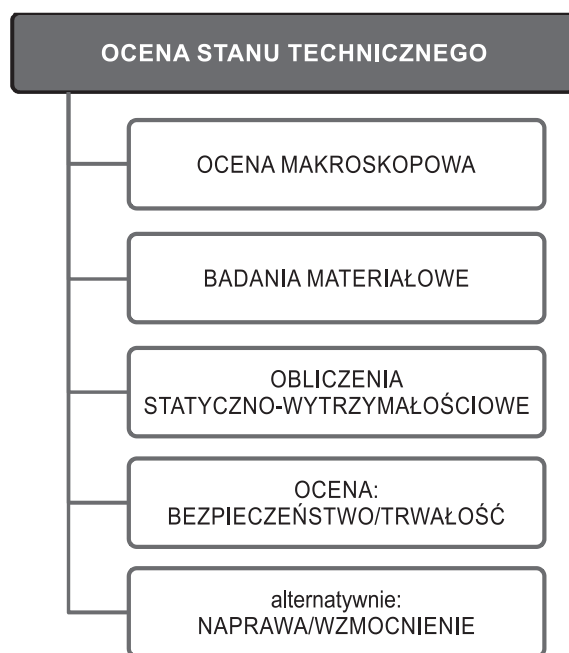 OCENA STANU TECHNICZNEGO
OCENA MAKROSKOPOWA
BADANIA MATERIAŁOWE
OBLICZENIA
STATYCZNO-WYTRZYMAŁOŚCIOWE
OCENA:
BEZPIECZEŃSTWO/TRWAŁOŚĆ
alternatywnie:
NAPRAWA/WZMOCNIENIE